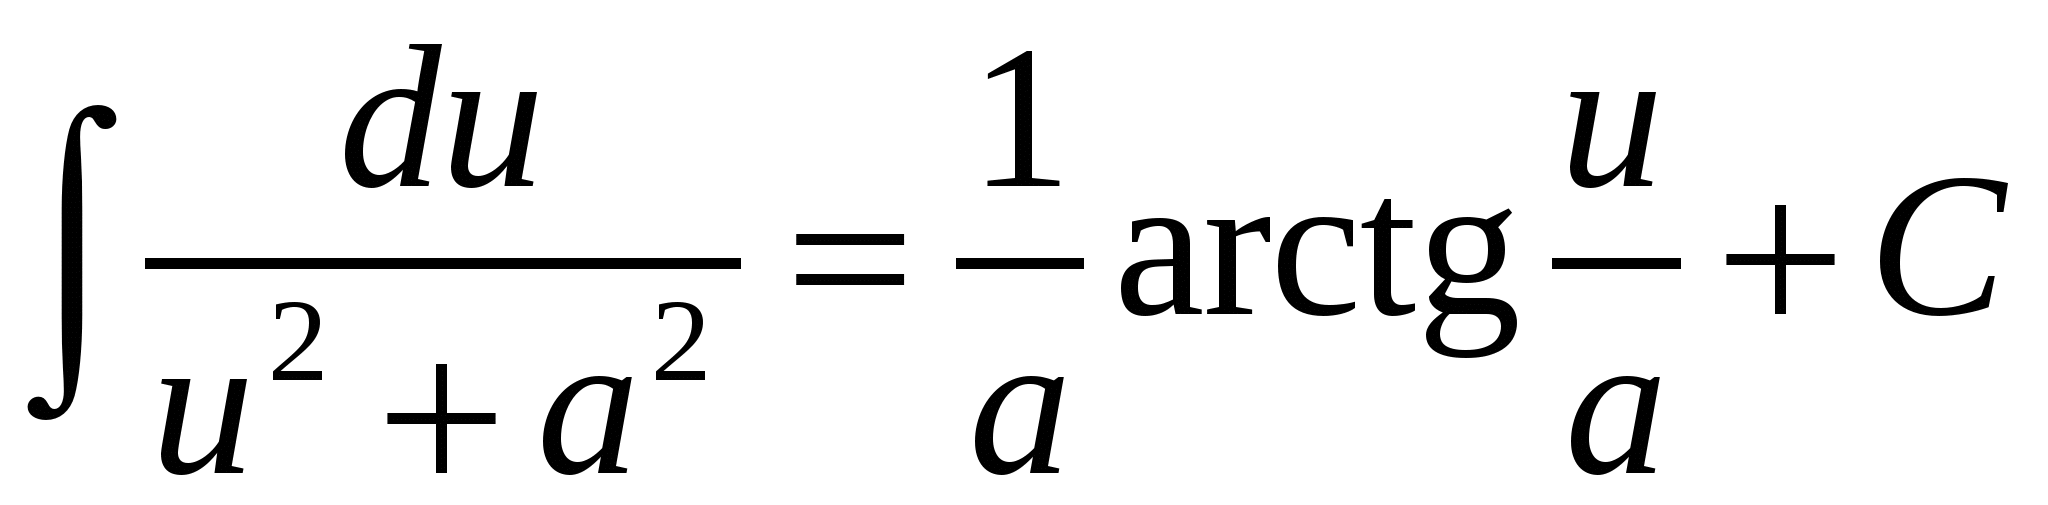 ∫ du/(u² + a²) = 1/a arctg u/a + C